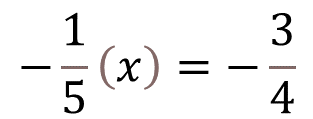 −1/5 (x) = −3/4